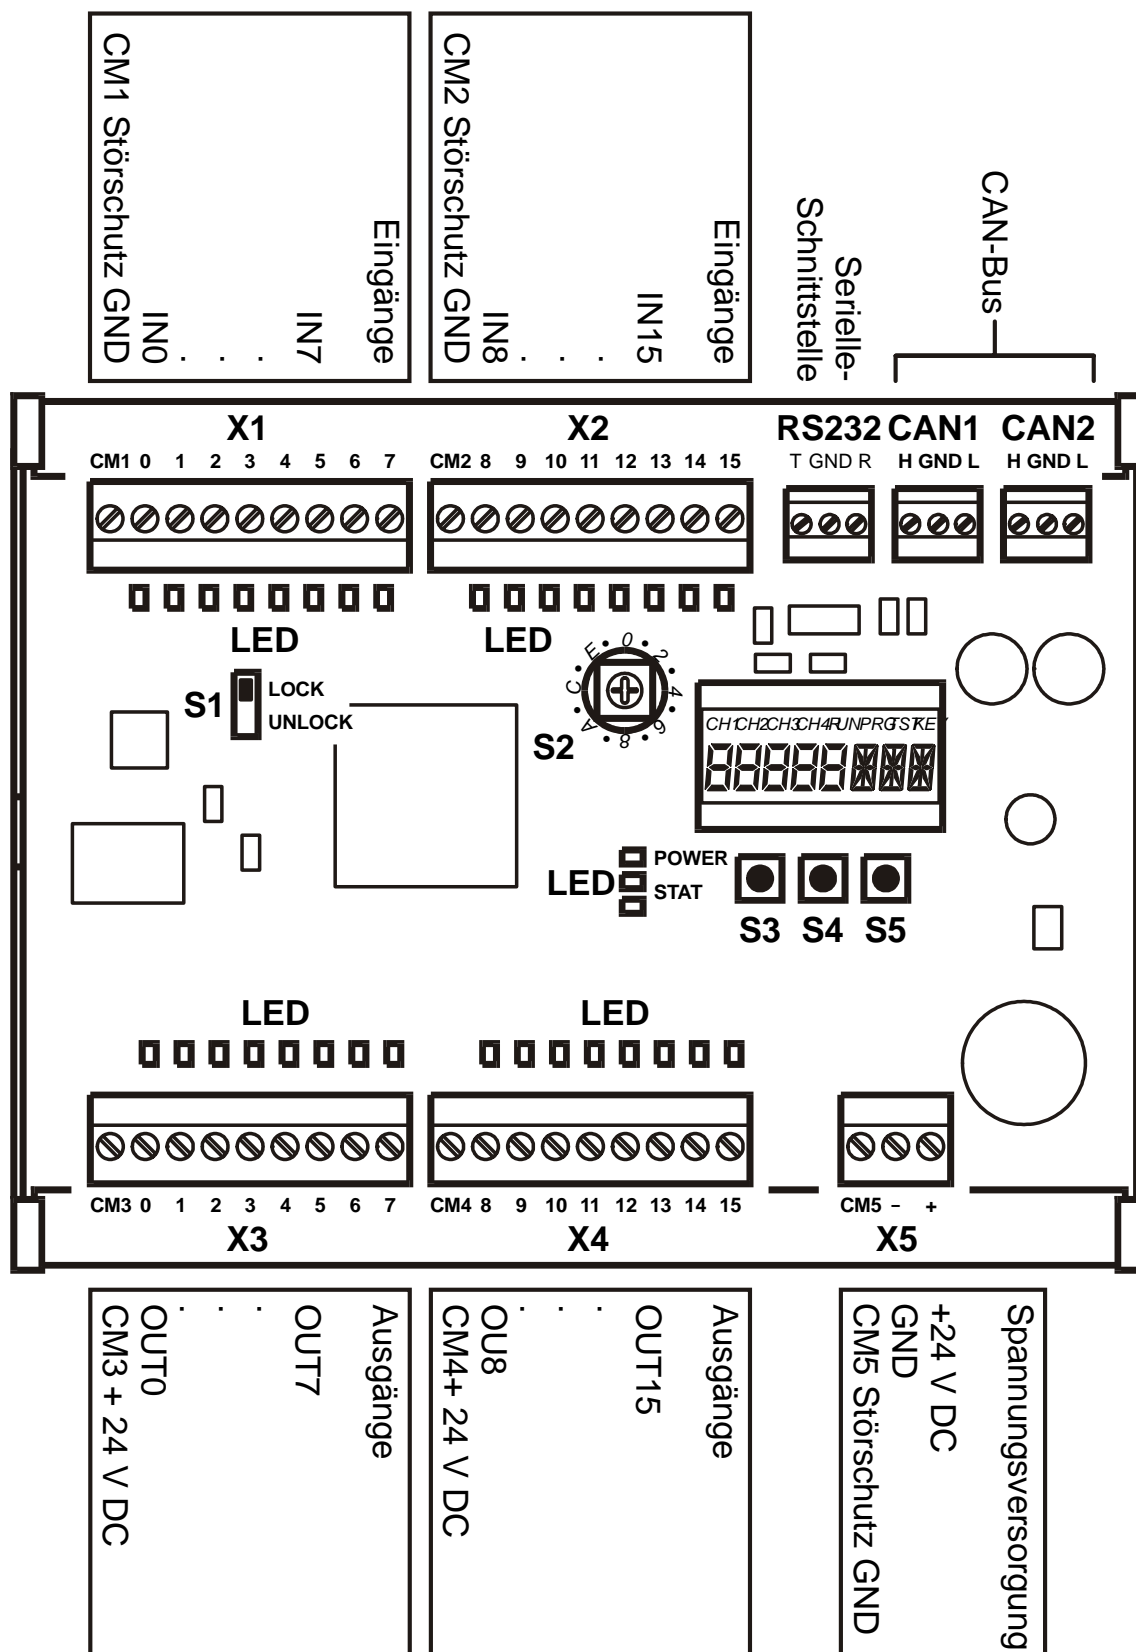 CM1 Störschutz GND
IN0
. . .
IN7
Eingänge
CM2 Störschutz GND
IN8
. . .
IN15
Eingänge
Serielle-
Schnittstelle
CAN-Bus
X1
X2
RS232
CAN1
CAN2
CM1 0 1 2 3 4 5 6 7
CM2 8 9 10 11 12 13 14 15
T GND R
H GND L
H GND L
LED
LED
S1
LOCK
UNLOCK
S2
0 2 4 6 8 A C E
CH1 CH2 CH3 CH4 RUN PRG TST KEY
LED
POWER
STAT
S3
S4
S5
LED
LED
CM3 0 1 2 3 4 5 6 7
CM4 8 9 10 11 12 13 14 15
CM5 – +
X3
X4
X5
CM3 + 24 V DC
OUT0
. . .
OUT7
Ausgänge
CM4+ 24 V DC
OU8
. . .
OUT15
Ausgänge
Spannungsversorgung
+24 V DC
GND
CM5 Störschutz GND